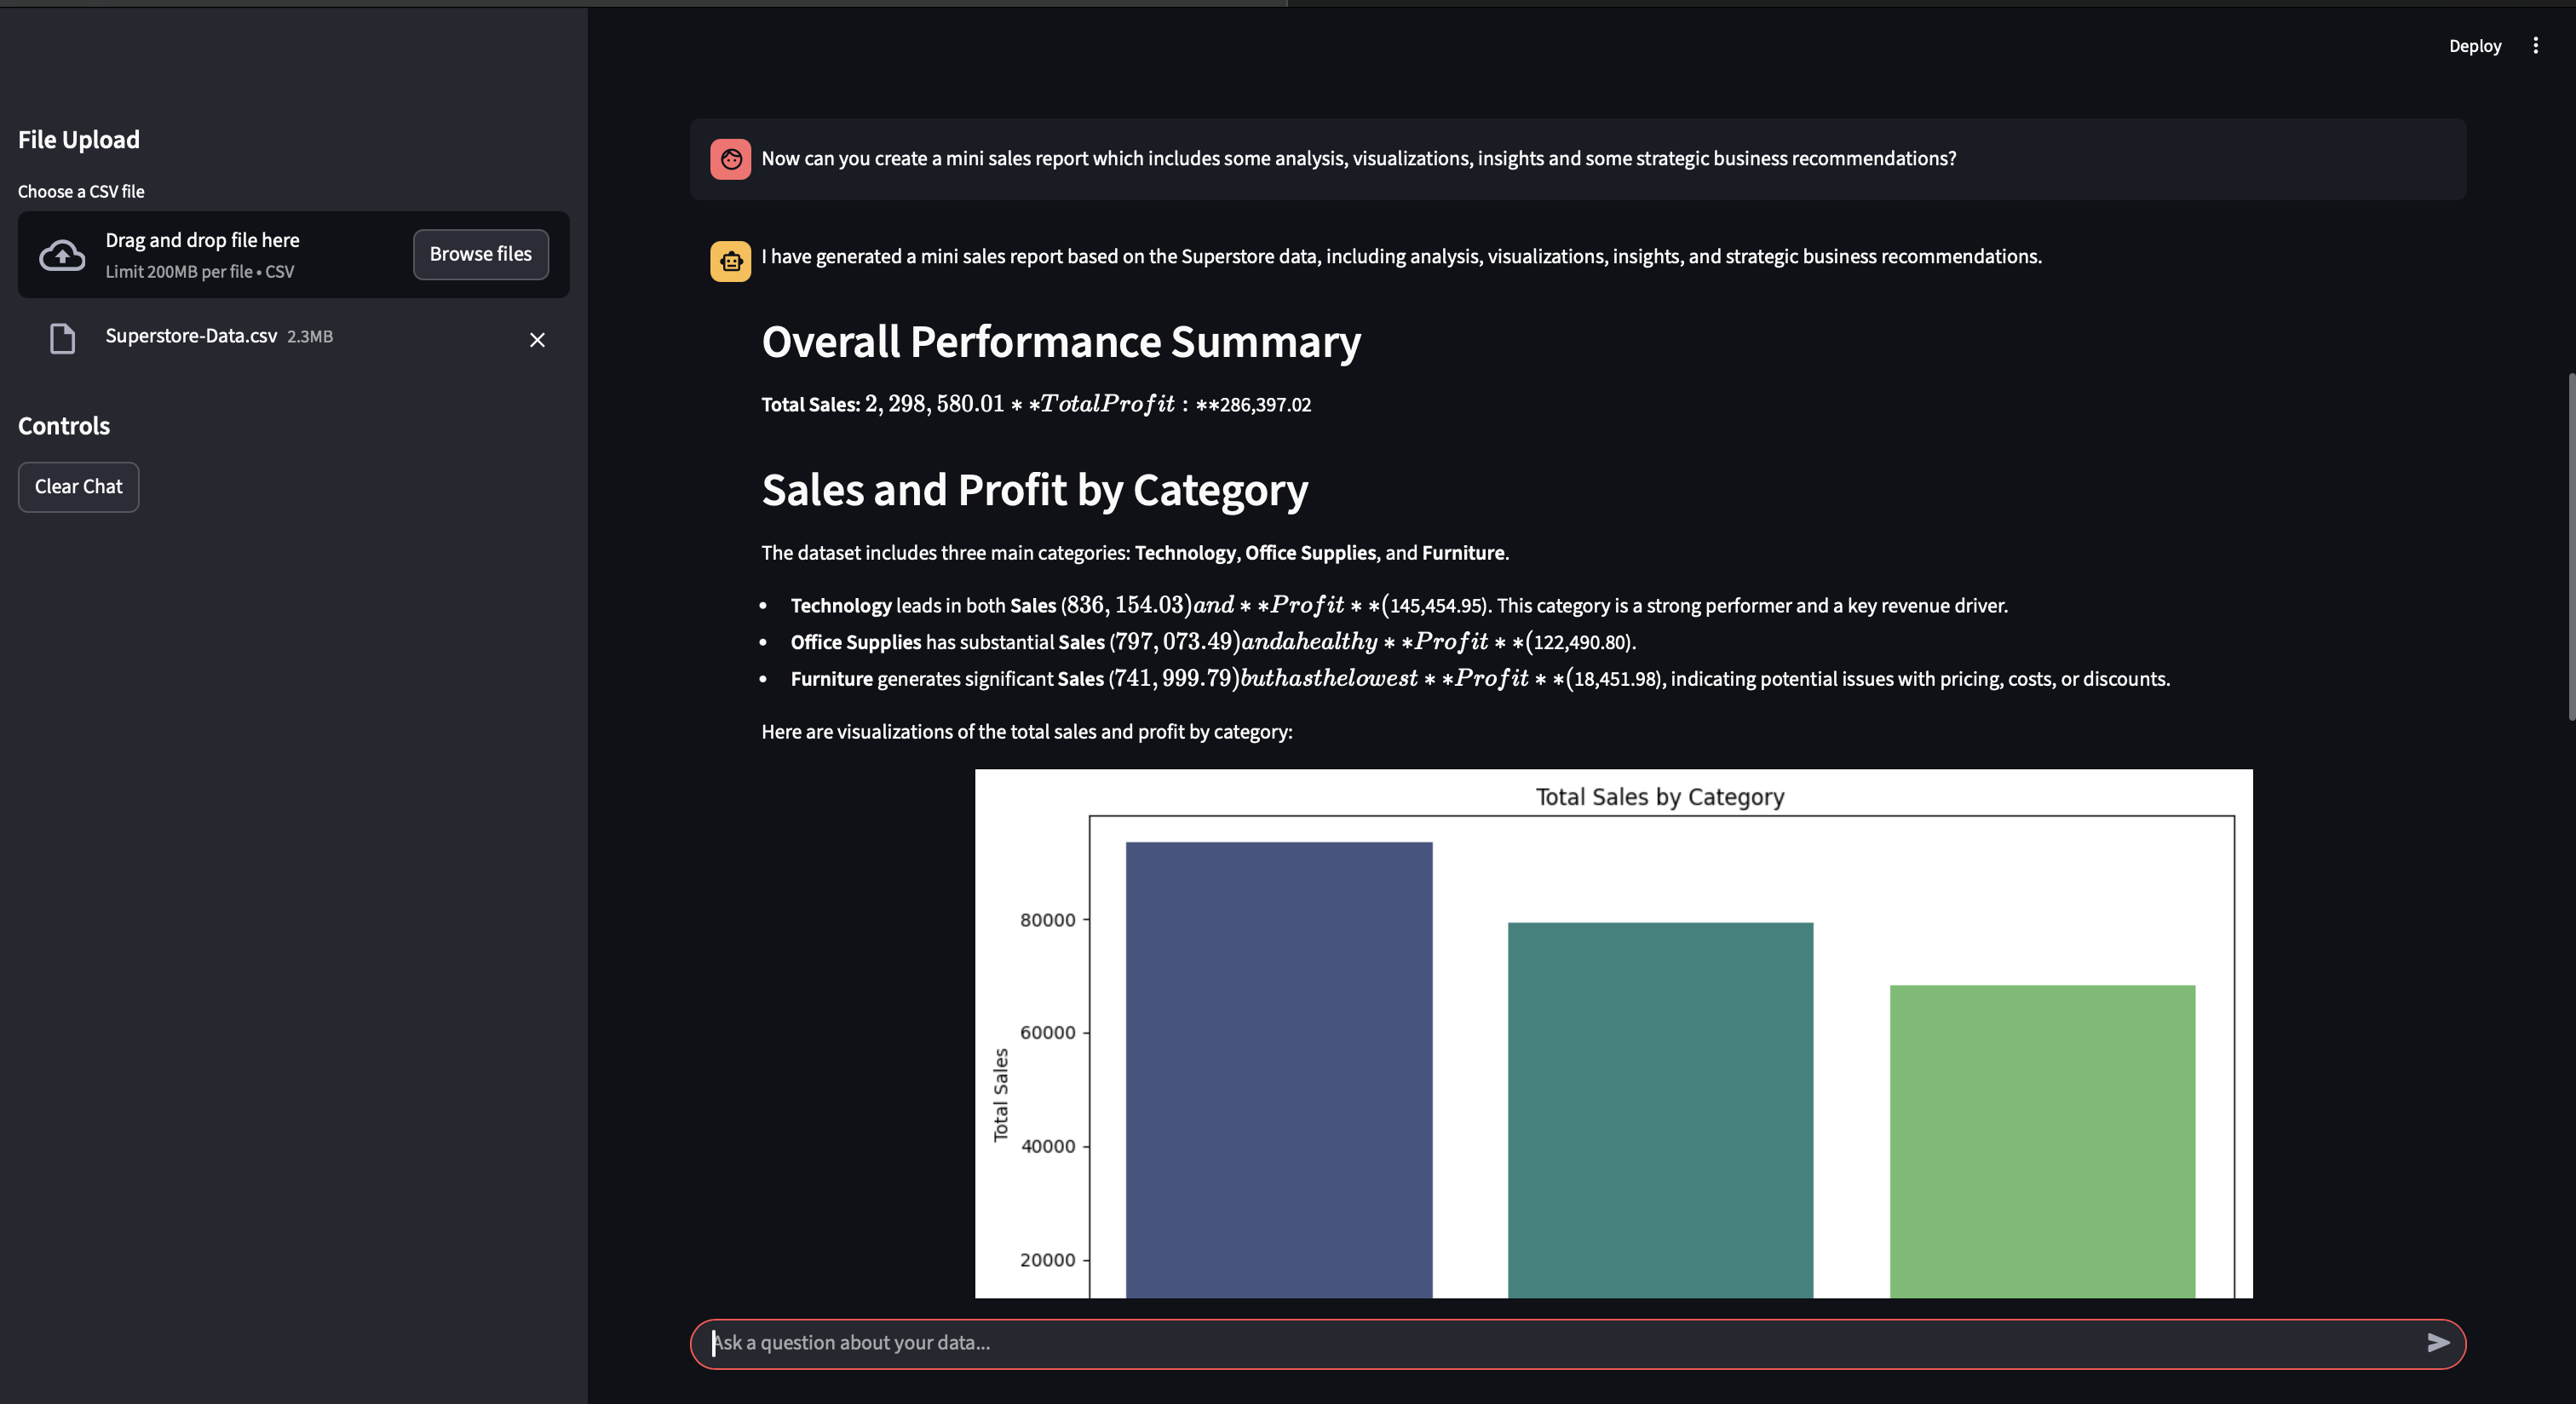 Deploy
File Upload
Choose a CSV file
Drag and drop file here
Limit 200MB per file • CSV
Browse files
Superstore-Data.csv 2.3MB
Controls
Clear Chat
Now can you create a mini sales report which includes some analysis, visualizations, insights and some strategic business recommendations?
I have generated a mini sales report based on the Superstore data, including analysis, visualizations, insights, and strategic business recommendations.
Overall Performance Summary
Total Sales: 2, 298, 580.01 * *TotalProfit : **286,397.02
Sales and Profit by Category
The dataset includes three main categories: Technology, Office Supplies, and Furniture.
• Technology leads in both Sales (836, 154.03)and * *Profit * *(145,454.95). This category is a strong performer and a key revenue driver.
• Office Supplies has substantial Sales (797, 073.49)andahealthy * *Profit * *(122,490.80).
• Furniture generates significant Sales (741, 999.79)buthasthelowest * *Profit * *(18,451.98), indicating potential issues with pricing, costs, or discounts.
Here are visualizations of the total sales and profit by category:
Total Sales by Category
80000
60000
Total Sales
40000
20000
Ask a question about your data...